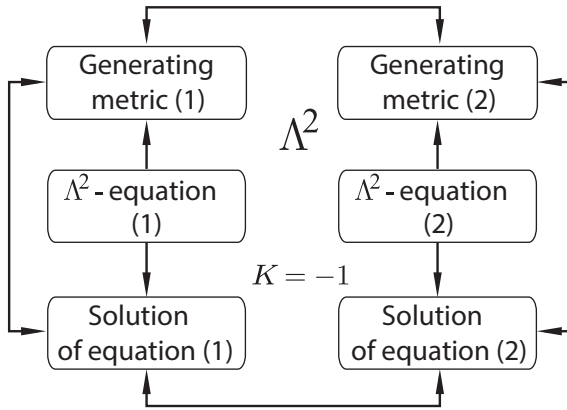 Generating
metric (1)
Generating
metric (2)
Λ²
Λ² - equation
(1)
Λ² - equation
(2)
K = −1
Solution
of equation (1)
Solution
of equation (2)